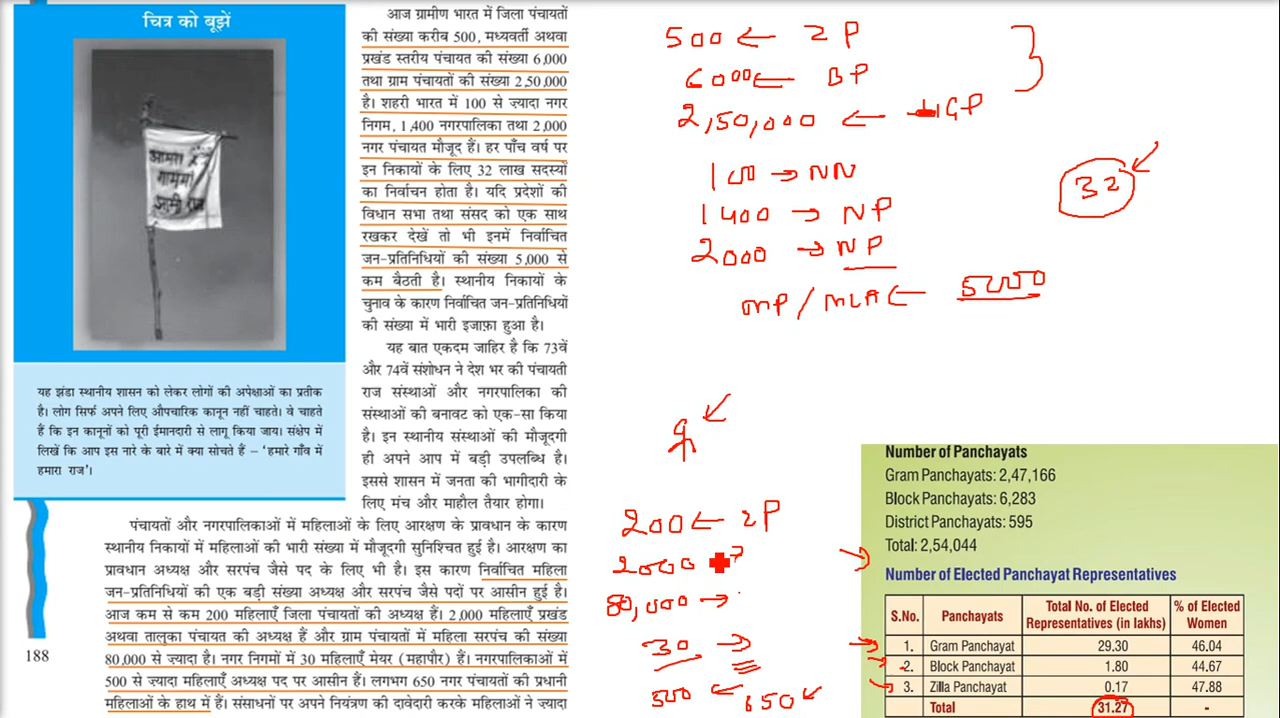 चित्र को बूझें
आमरा
गाममां
आमी राज
यह झंडा स्थानीय शासन को लेकर लोगों की अपेक्षाओं का प्रतीक
है। लोग सिर्फ अपने लिए औपचारिक कानून नहीं चाहते। वे चाहते
हैं कि इन कानूनों को पूरी ईमानदारी से लागू किया जाय। संक्षेप में
लिखें कि आप इस नारे के बारे में क्या सोचते हैं – 'हमारे गाँव में
हमारा राज'।
188
आज ग्रामीण भारत में जिला पंचायतों
की संख्या करीब 500, मध्यवर्ती अथवा
प्रखंड स्तरीय पंचायत की संख्या 6,000
तथा ग्राम पंचायतों की संख्या 2,50,000
है। शहरी भारत में 100 से ज़्यादा नगर
निगम, 1,400 नगरपालिका तथा 2,000
नगर पंचायत मौजूद हैं। हर पाँच वर्ष पर
इन निकायों के लिए 32 लाख सदस्यों
का निर्वाचन होता है। यदि प्रदेशों की
विधान सभा तथा संसद को एक साथ
रखकर देखें तो भी इनमें निर्वाचित
जन-प्रतिनिधियों की संख्या 5,000 से
कम बैठती है। स्थानीय निकायों के
चुनाव के कारण निर्वाचित जन-प्रतिनिधियों
की संख्या में भारी इजाफ़ा हुआ है।
यह बात एकदम जाहिर है कि 73वें
और 74वें संशोधन ने देश भर की पंचायती
राज संस्थाओं और नगरपालिका की
संस्थाओं की बनावट को एक-सा किया
है। इन स्थानीय संस्थाओं की मौजूदगी
ही अपने आप में बड़ी उपलब्धि है।
इससे शासन में जनता की भागीदारी के
लिए मंच और माहौल तैयार होगा।
पंचायतों और नगरपालिकाओं में महिलाओं के लिए आरक्षण के प्रावधान के कारण
स्थानीय निकायों में महिलाओं की भारी संख्या में मौजूदगी सुनिश्चित हुई है। आरक्षण का
प्रावधान अध्यक्ष और सरपंच जैसे पद के लिए भी है। इस कारण निर्वाचित महिला
जन-प्रतिनिधियों की एक बड़ी संख्या अध्यक्ष और सरपंच जैसे पदों पर आसीन हुई है।
आज कम से कम 200 महिलाएँ जिला पंचायतों की अध्यक्ष हैं। 2,000 महिलाएँ प्रखंड
अथवा तालुका पंचायत की अध्यक्ष हैं और ग्राम पंचायतों में महिला सरपंच की संख्या
80,000 से ज़्यादा है। नगर निगमों में 30 महिलाएँ मेयर (महापौर) हैं। नगरपालिकाओं में
500 से ज़्यादा महिलाएँ अध्यक्ष पद पर आसीन हैं। लगभग 650 नगर पंचायतों की प्रधानी
महिलाओं के हाथ में हैं। संसाधनों पर अपने नियंत्रण की दावेदारी करके महिलाओं ने ज़्यादा
500 ← ZP
6000 ← BP
2,50,000 ← GP
100 → NN
1400 → NP
2000 → NP
MP / MLA ← 5000
32
200 ← ZP
2000
80,000 →
30 →
500 ← 650
Number of Panchayats
Gram Panchayats: 2,47,166
Block Panchayats: 6,283
District Panchayats: 595
Total: 2,54,044
Number of Elected Panchayat Representatives
S.No. Panchayats Total No. of Elected Representatives (in lakhs) % of Elected Women
1. Gram Panchayat 29.30 46.04
2. Block Panchayat 1.80 44.67
3. Zilla Panchayat 0.17 47.88
Total 31.27 -